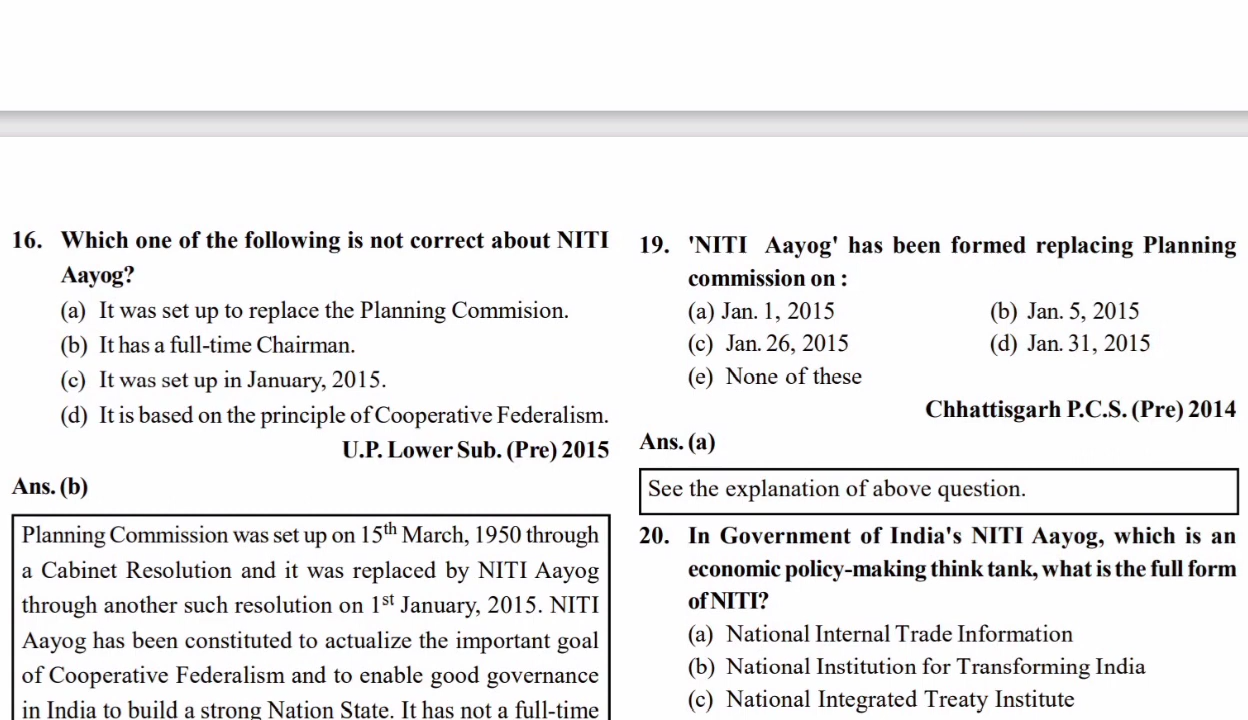 16. Which one of the following is not correct about NITI
Aayog?
(a) It was set up to replace the Planning Commision.
(b) It has a full-time Chairman.
(c) It was set up in January, 2015.
(d) It is based on the principle of Cooperative Federalism.
U.P. Lower Sub. (Pre) 2015
Ans. (b)
Planning Commission was set up on 15th March, 1950 through
a Cabinet Resolution and it was replaced by NITI Aayog
through another such resolution on 1st January, 2015. NITI
Aayog has been constituted to actualize the important goal
of Cooperative Federalism and to enable good governance
in India to build a strong Nation State. It has not a full-time
19. 'NITI Aayog' has been formed replacing Planning
commission on :
(a) Jan. 1, 2015 (b) Jan. 5, 2015
(c) Jan. 26, 2015 (d) Jan. 31, 2015
(e) None of these
Chhattisgarh P.C.S. (Pre) 2014
Ans. (a)
See the explanation of above question.
20. In Government of India's NITI Aayog, which is an
economic policy-making think tank, what is the full form
of NITI?
(a) National Internal Trade Information
(b) National Institution for Transforming India
(c) National Integrated Treaty Institute